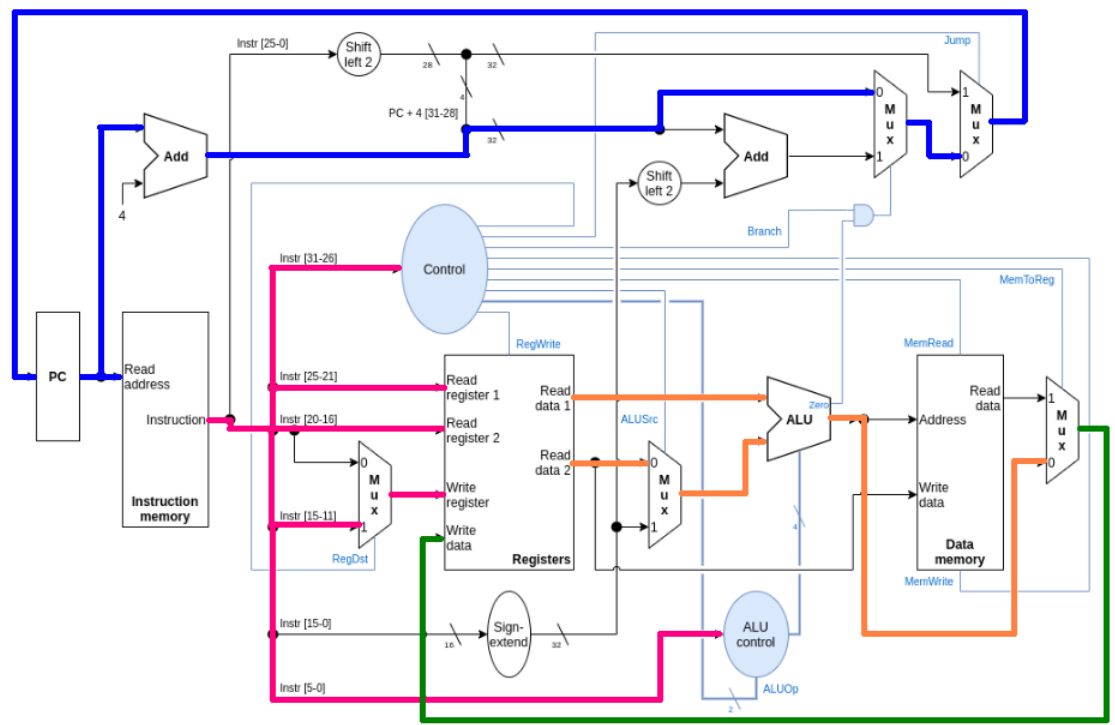 Instr [25-0]
Shift
left 2
28
32
Jump
4
PC + 4 [31-28]
32
0
M
u
x
1
1
M
u
x
0
Add
Add
4
Shift
left 2
Branch
Control
Instr [31-26]
MemToReg
PC
Read
address
Instruction
Instruction
memory
RegWrite
MemRead
Instr [25-21]
Read
register 1
Read
data 1
Instr [20-16]
Read
register 2
ALUSrc
Zero
ALU
Read
data
Address
1
M
u
x
0
0
M
u
x
1
Read
data 2
0
M
u
x
1
Write
register
Write
data
Instr [15-11]
Write
data
4
RegDst
Registers
Data
memory
MemWrite
Instr [15-0]
16
Sign-
extend
32
ALU
control
Instr [5-0]
ALUOp
2